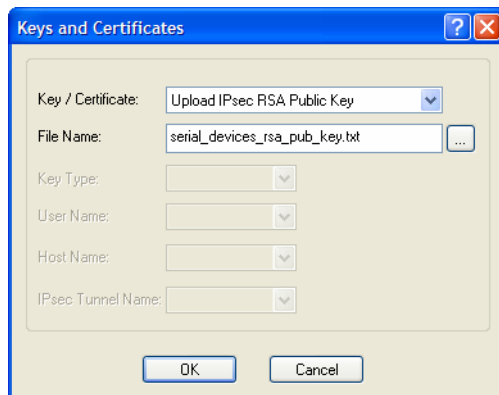 Keys and Certificates
Key / Certificate: Upload IPsec RSA Public Key
File Name: serial_devices_rsa_pub_key.txt ...
Key Type:
User Name:
Host Name:
IPsec Tunnel Name:
OK Cancel